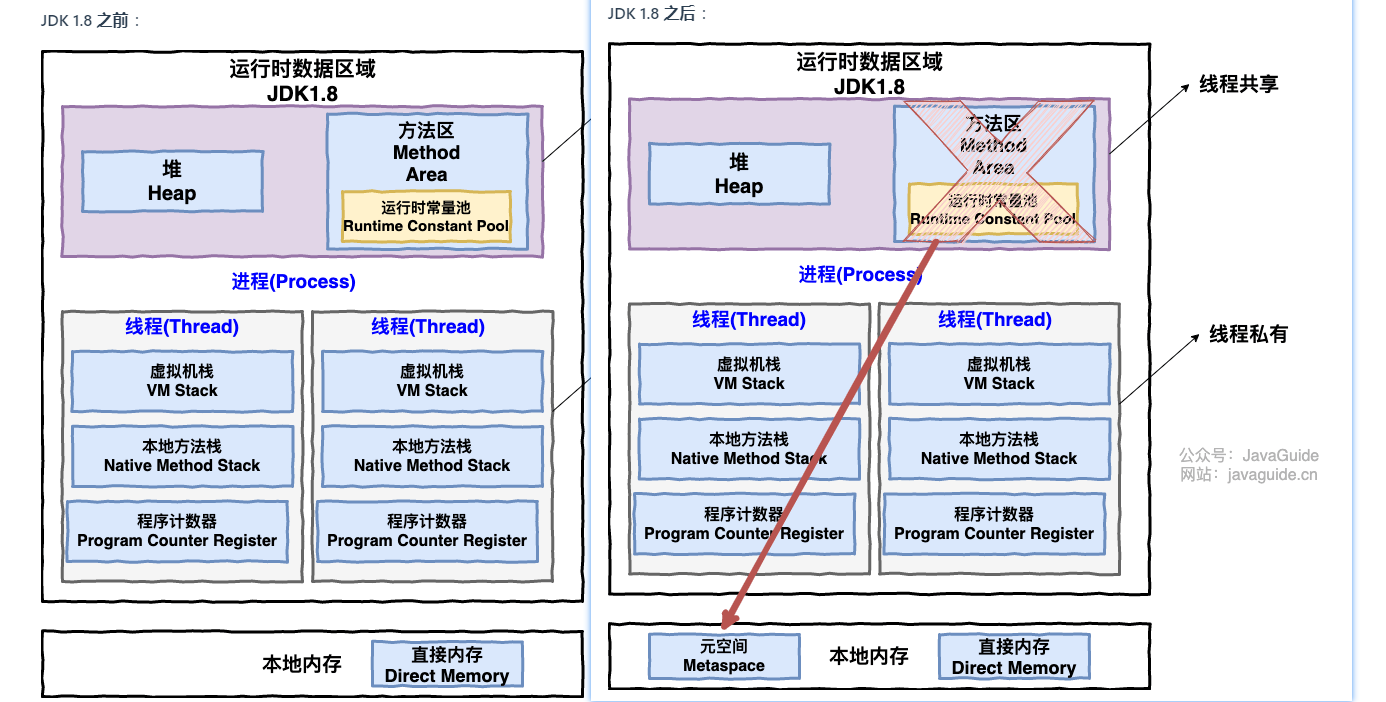 JDK 1.8 之前：
运行时数据区域
JDK1.8
堆
Heap
方法区
Method
Area
运行时常量池
Runtime Constant Pool
进程(Process)
线程(Thread)
虚拟机栈
VM Stack
本地方法栈
Native Method Stack
程序计数器
Program Counter Register
线程(Thread)
虚拟机栈
VM Stack
本地方法栈
Native Method Stack
程序计数器
Program Counter Register
本地内存
直接内存
Direct Memory
JDK 1.8 之后：
运行时数据区域
JDK1.8
堆
Heap
方法区
Method
Area
运行时常量池
Runtime Constant Pool
线程共享
进程(Process)
线程(Thread)
虚拟机栈
VM Stack
本地方法栈
Native Method Stack
程序计数器
Program Counter Register
线程(Thread)
虚拟机栈
VM Stack
本地方法栈
Native Method Stack
程序计数器
Program Counter Register
线程私有
公众号：JavaGuide
网站：javaguide.cn
元空间
Metaspace
本地内存
直接内存
Direct Memory